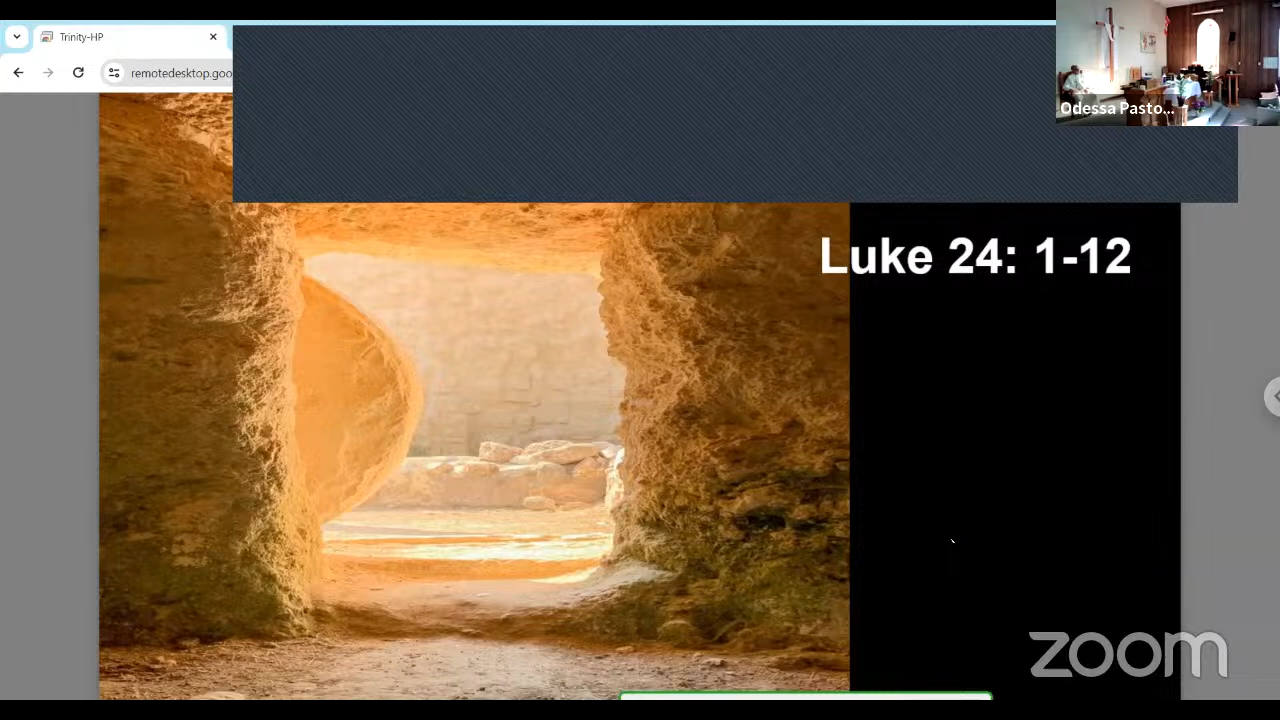 Trinity-HP
remotedesktop.goo
Odessa Pasto...
Luke 24: 1-12
zoom